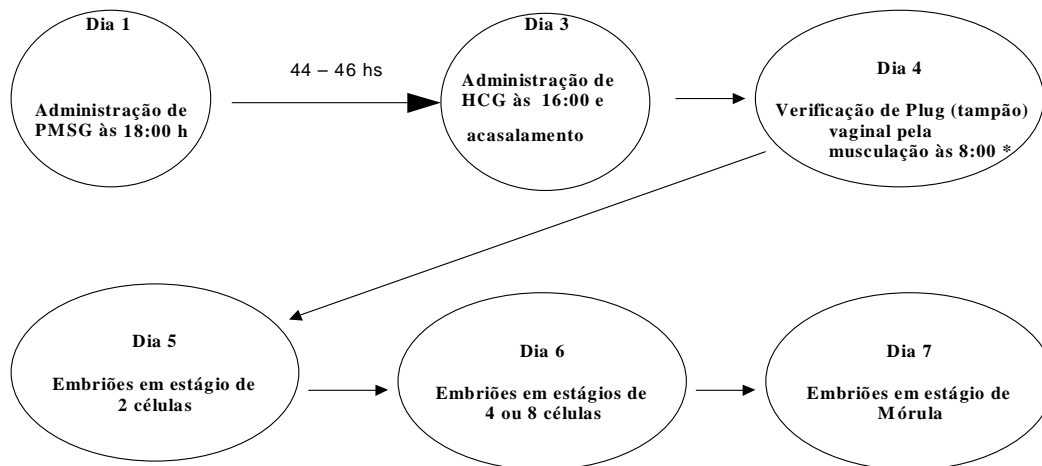 Dia 1
Administração de
PMSG às 18:00 h
44 – 46 hs
Dia 3
Administração de
HCG às 16:00 e
acasalamento
Dia 4
Verificação de Plug (tampão)
vaginal pela
musculação às 8:00 *
Dia 5
Embriões em estágio de
2 células
Dia 6
Embriões em estágios de
4 ou 8 células
Dia 7
Embriões em estágio de
Mórula